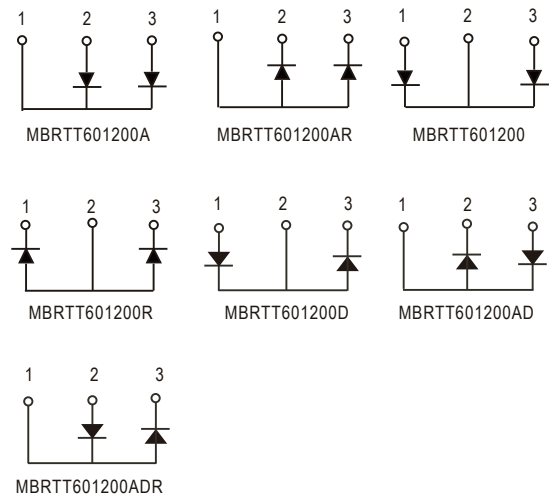 1 2 3 1 2 3 1 2 3
MBRTT601200A MBRTT601200AR MBRTT601200
1 2 3 1 2 3 1 2 3
MBRTT601200R MBRTT601200D MBRTT601200AD
1 2 3
MBRTT601200ADR